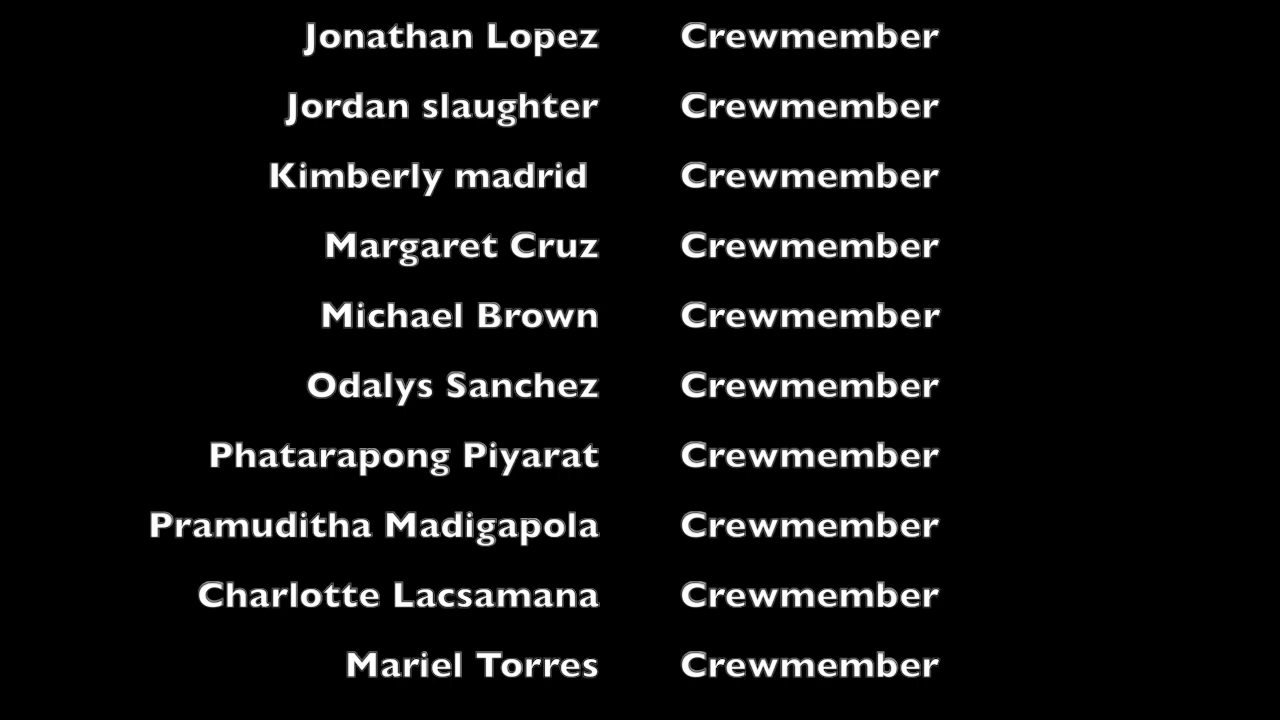 Jonathan Lopez Crewmember
Jordan slaughter Crewmember
Kimberly madrid Crewmember
Margaret Cruz Crewmember
Michael Brown Crewmember
Odalys Sanchez Crewmember
Phatarapong Piyarat Crewmember
Pramuditha Madigapola Crewmember
Charlotte Lacsamana Crewmember
Mariel Torres Crewmember